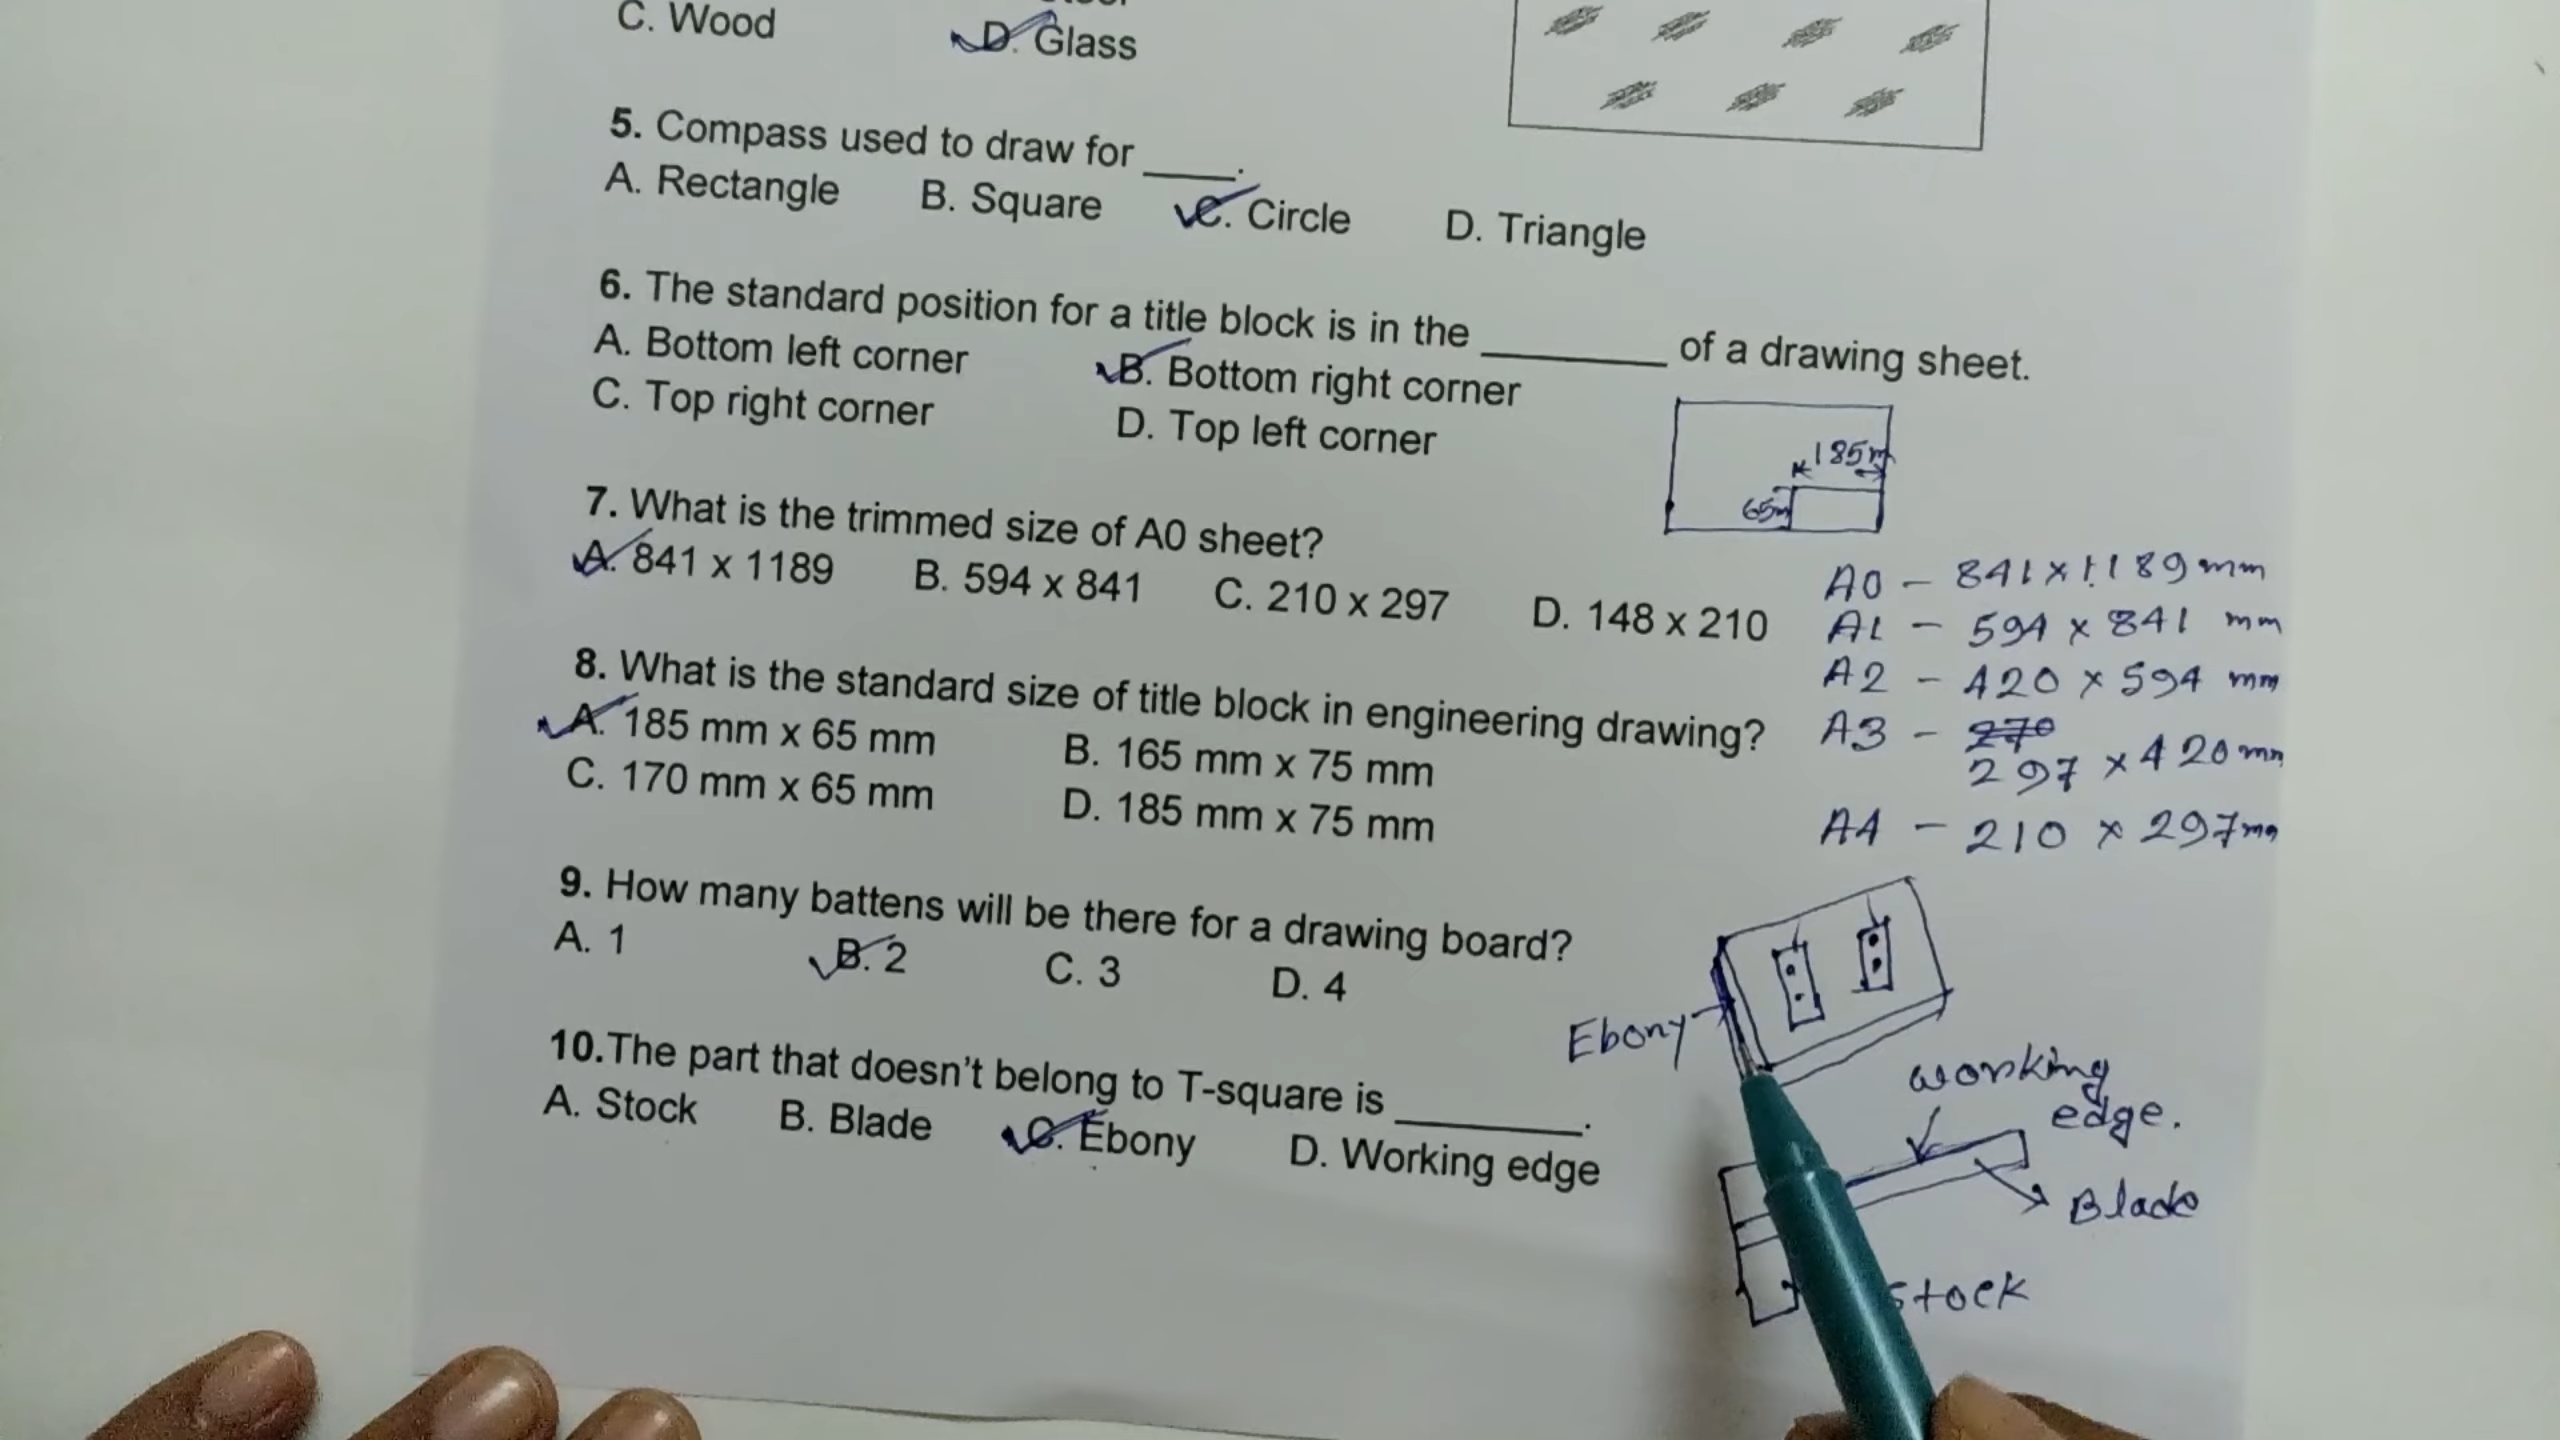 C. Wood D. Glass
5. Compass used to draw for ____.
A. Rectangle B. Square C. Circle D. Triangle
6. The standard position for a title block is in the ________ of a drawing sheet.
A. Bottom left corner B. Bottom right corner
C. Top right corner D. Top left corner
185m
65m
7. What is the trimmed size of A0 sheet?
A. 841 x 1189 B. 594 x 841 C. 210 x 297 D. 148 x 210
A0 - 841 x 1189 mm
A1 - 594 x 841 mm
A2 - 420 x 594 mm
A3 - 270
297 x 420 mm
A4 - 210 x 297 mm
8. What is the standard size of title block in engineering drawing?
A. 185 mm x 65 mm B. 165 mm x 75 mm
C. 170 mm x 65 mm D. 185 mm x 75 mm
9. How many battens will be there for a drawing board?
A. 1 B. 2 C. 3 D. 4
Ebony
10.The part that doesn't belong to T-square is ________.
A. Stock B. Blade C. Ebony D. Working edge
working
edge.
Blade
stock